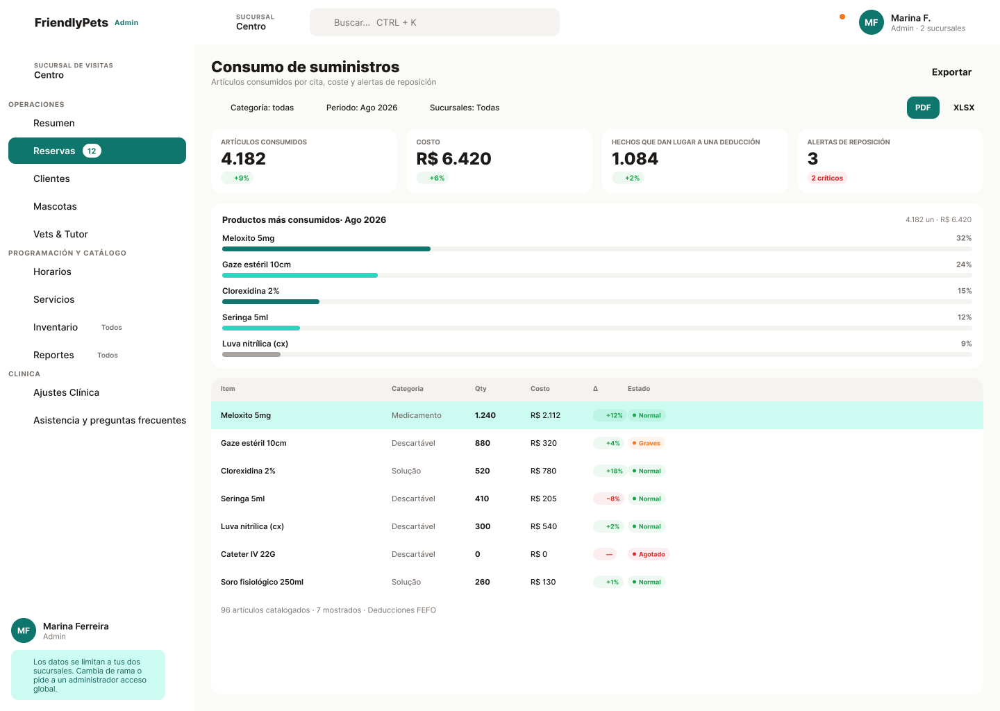 FriendlyPets Admin
SUCURSAL
Centro
Buscar... CTRL + K
MF
Marina F.
Admin · 2 sucursales
SUCURSAL DE VISITAS
Centro
OPERACIONES
Resumen
Reservas 12
Clientes
Mascotas
Vets & Tutor
PROGRAMACIÓN Y CATÁLOGO
Horarios
Servicios
Inventario Todos
Reportes Todos
CLINICA
Ajustes Clínica
Asistencia y preguntas frecuentes
MF
Marina Ferreira
Admin
Los datos se limitan a tus dos
sucursales. Cambia de rama o
pide a un administrador acceso
global.
Consumo de suministros
Artículos consumidos por cita, coste y alertas de reposición
Exportar
Categoría: todas
Periodo: Ago 2026
Sucursales: Todas
PDF
XLSX
ARTÍCULOS CONSUMIDOS
4.182
+9%
COSTO
R$ 6.420
+6%
HECHOS QUE DAN LUGAR A UNA DEDUCCIÓN
1.084
+2%
ALERTAS DE REPOSICIÓN
3
2 críticos
Productos más consumidos· Ago 2026
4.182 un · R$ 6.420
Meloxito 5mg 32%
Gaze estéril 10cm 24%
Clorexidina 2% 15%
Seringa 5ml 12%
Luva nitrílica (cx) 9%
Item Categoria Qty Costo Δ Estado
Meloxito 5mg Medicamento 1.240 R$ 2.112 +12% Normal
Gaze estéril 10cm Descartável 880 R$ 320 +4% Graves
Clorexidina 2% Solução 520 R$ 780 +18% Normal
Seringa 5ml Descartável 410 R$ 205 −8% Normal
Luva nitrílica (cx) Descartável 300 R$ 540 +2% Normal
Cateter IV 22G Descartável 0 R$ 0 — Agotado
Soro fisiológico 250ml Solução 260 R$ 130 +1% Normal
96 artículos catalogados · 7 mostrados · Deducciones FEFO